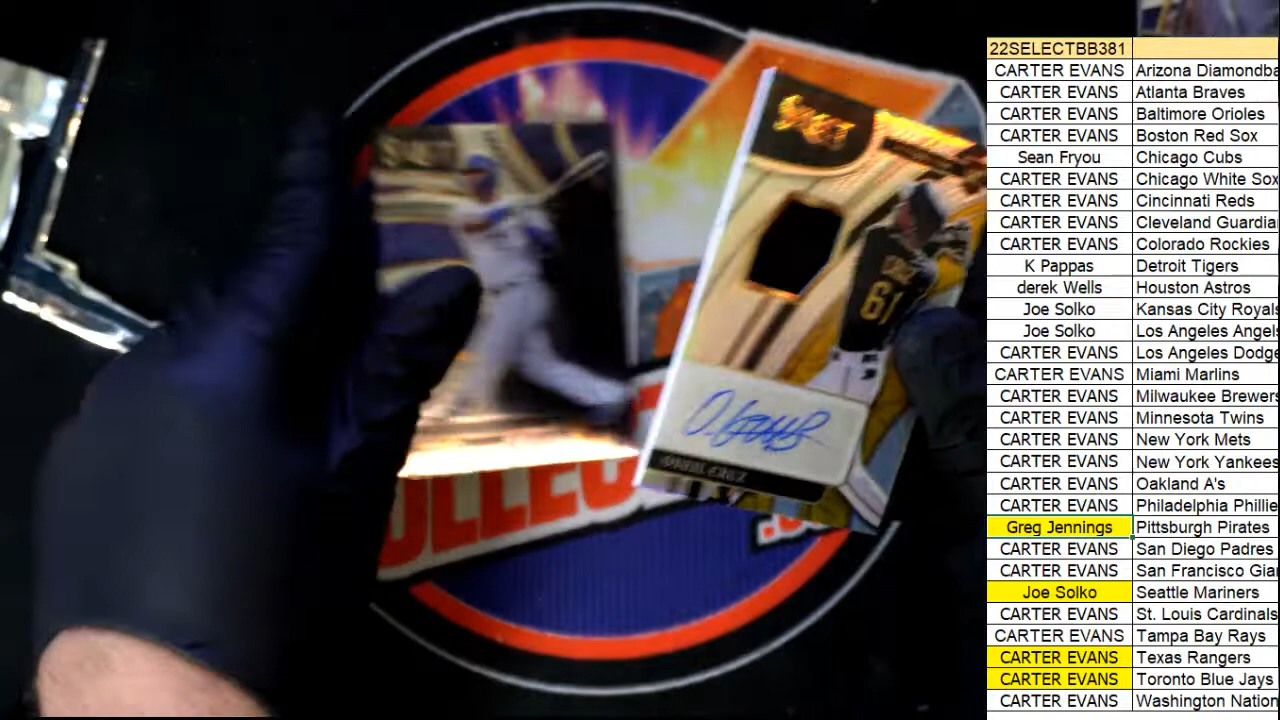 SELECT
CRUZ
61
ONEIL CRUZ
OLLEC
.CO
22SELECTBB381
CARTER EVANS Arizona Diamondba
CARTER EVANS Atlanta Braves
CARTER EVANS Baltimore Orioles
CARTER EVANS Boston Red Sox
Sean Fryou Chicago Cubs
CARTER EVANS Chicago White Sox
CARTER EVANS Cincinnati Reds
CARTER EVANS Cleveland Guardia
CARTER EVANS Colorado Rockies
K Pappas Detroit Tigers
derek Wells Houston Astros
Joe Solko Kansas City Royals
Joe Solko Los Angeles Angels
CARTER EVANS Los Angeles Dodge
CARTER EVANS Miami Marlins
CARTER EVANS Milwaukee Brewers
CARTER EVANS Minnesota Twins
CARTER EVANS New York Mets
CARTER EVANS New York Yankees
CARTER EVANS Oakland A's
CARTER EVANS Philadelphia Phillie
Greg Jennings Pittsburgh Pirates
CARTER EVANS San Diego Padres
CARTER EVANS San Francisco Gia
Joe Solko Seattle Mariners
CARTER EVANS St. Louis Cardinals
CARTER EVANS Tampa Bay Rays
CARTER EVANS Texas Rangers
CARTER EVANS Toronto Blue Jays
CARTER EVANS Washington Nation